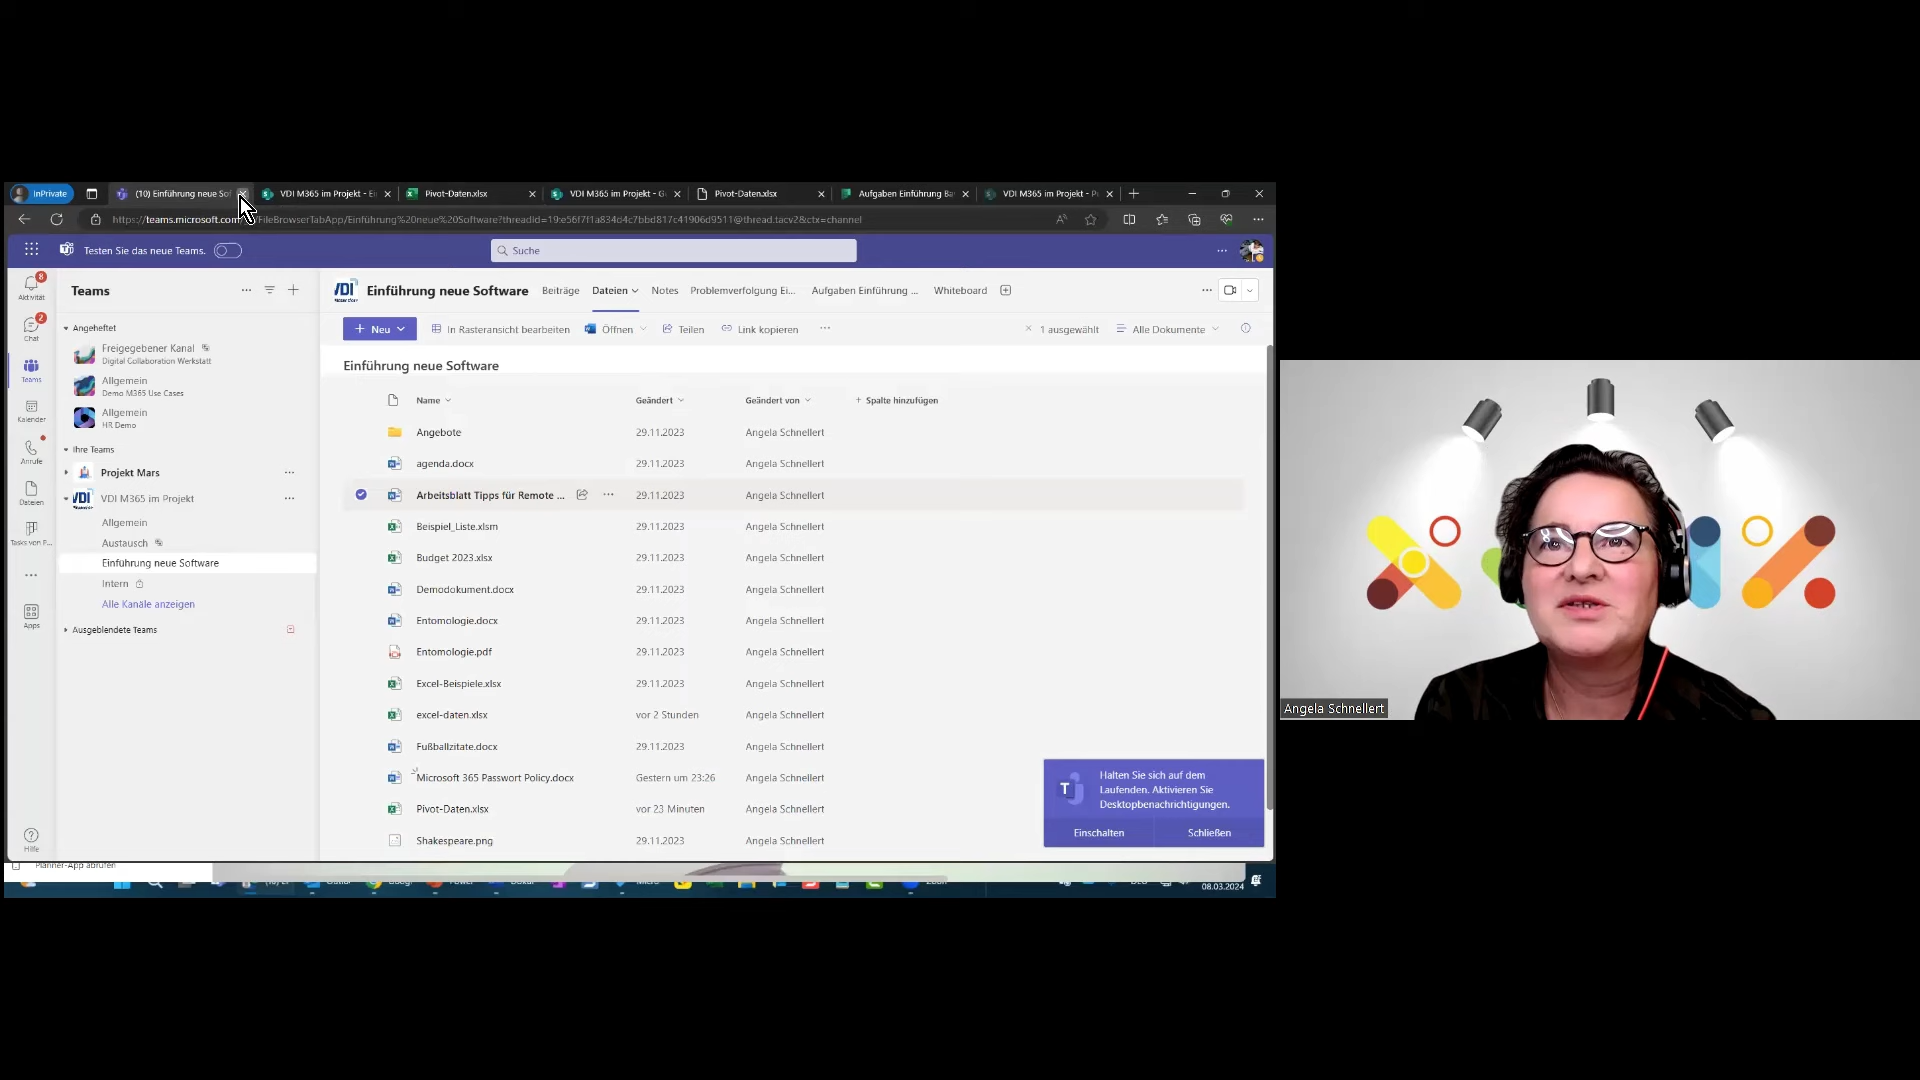 InPrivate
(10) Einführung neue Sof
VDI M365 im Projekt - Ei
Pivot-Daten.xlsx
VDI M365 im Projekt - G
Pivot-Daten.xlsx
Aufgaben Einführung Ba
VDI M365 im Projekt - P
Testen Sie das neue Teams.
Suche
Aktivität
Chat
Teams
Kalender
Anrufe
Dateien
Tasks von P...
Apps
Hilfe
8
2
Teams
Angeheftet
Freigegebener Kanal
Digital Collaboration Werkstatt
Allgemein
Demo M365 Use Cases
Allgemein
HR Demo
Ihre Teams
Projekt Mars
VDI
VDI M365 im Projekt
Allgemein
Austausch
Einführung neue Software
Intern
Alle Kanäle anzeigen
Ausgeblendete Teams
VDI
Einführung neue Software
Beiträge
Dateien
Notes
Problemverfolgung Ei...
Aufgaben Einführung ...
Whiteboard
Neu
In Rasteransicht bearbeiten
Öffnen
Teilen
Link kopieren
1 ausgewählt
Alle Dokumente
Einführung neue Software
Name Geändert Geändert von + Spalte hinzufügen
Angebote 29.11.2023 Angela Schnellert
agenda.docx 29.11.2023 Angela Schnellert
Arbeitsblatt Tipps für Remote ... 29.11.2023 Angela Schnellert
Beispiel_Liste.xlsm 29.11.2023 Angela Schnellert
Budget 2023.xlsx 29.11.2023 Angela Schnellert
Demodokument.docx 29.11.2023 Angela Schnellert
Entomologie.docx 29.11.2023 Angela Schnellert
Entomologie.pdf 29.11.2023 Angela Schnellert
Excel-Beispiele.xlsx 29.11.2023 Angela Schnellert
excel-daten.xlsx vor 2 Stunden Angela Schnellert
Fußballzitate.docx 29.11.2023 Angela Schnellert
Microsoft 365 Passwort Policy.docx Gestern um 23:26 Angela Schnellert
Pivot-Daten.xlsx vor 23 Minuten Angela Schnellert
Shakespeare.png 29.11.2023 Angela Schnellert
Halten Sie sich auf dem
Laufenden. Aktivieren Sie
Desktopbenachrichtigungen.
Einschalten Schließen
Planner-App abrufen
08.03.2024
Angela Schnellert